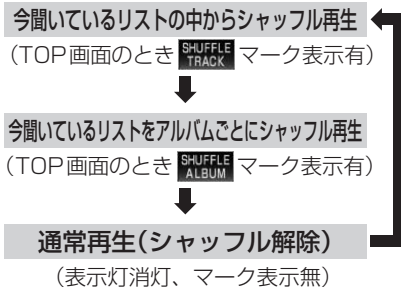 今聞いているリストの中からシャッフル再生
(TOP画面のとき SHUFFLE TRACK マーク表示有)
今聞いているリストをアルバムごとにシャッフル再生
(TOP画面のとき SHUFFLE ALBUM マーク表示有)
通常再生(シャッフル解除)
(表示灯消灯、マーク表示無)